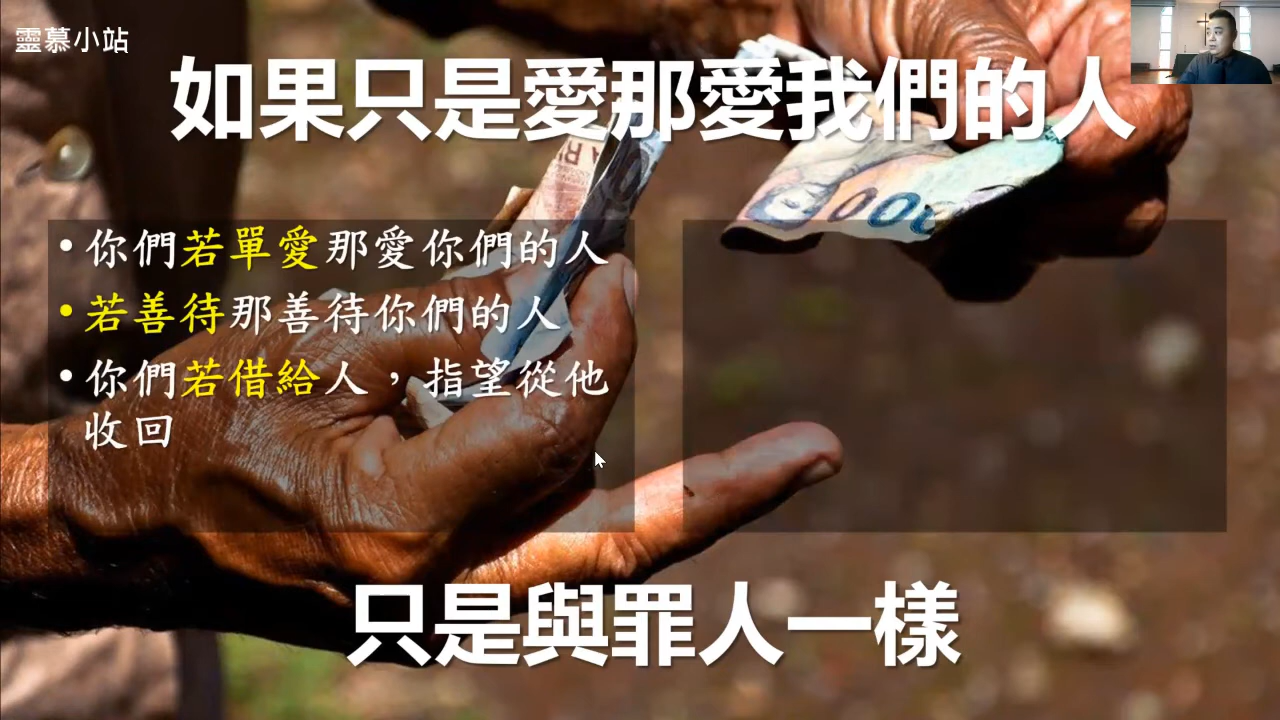 靈慕小站
如果只是愛那愛我們的人
• 你們若單愛那愛你們的人
• 若善待那善待你們的人
• 你們若借給人，指望從他
收回
只是與罪人一樣